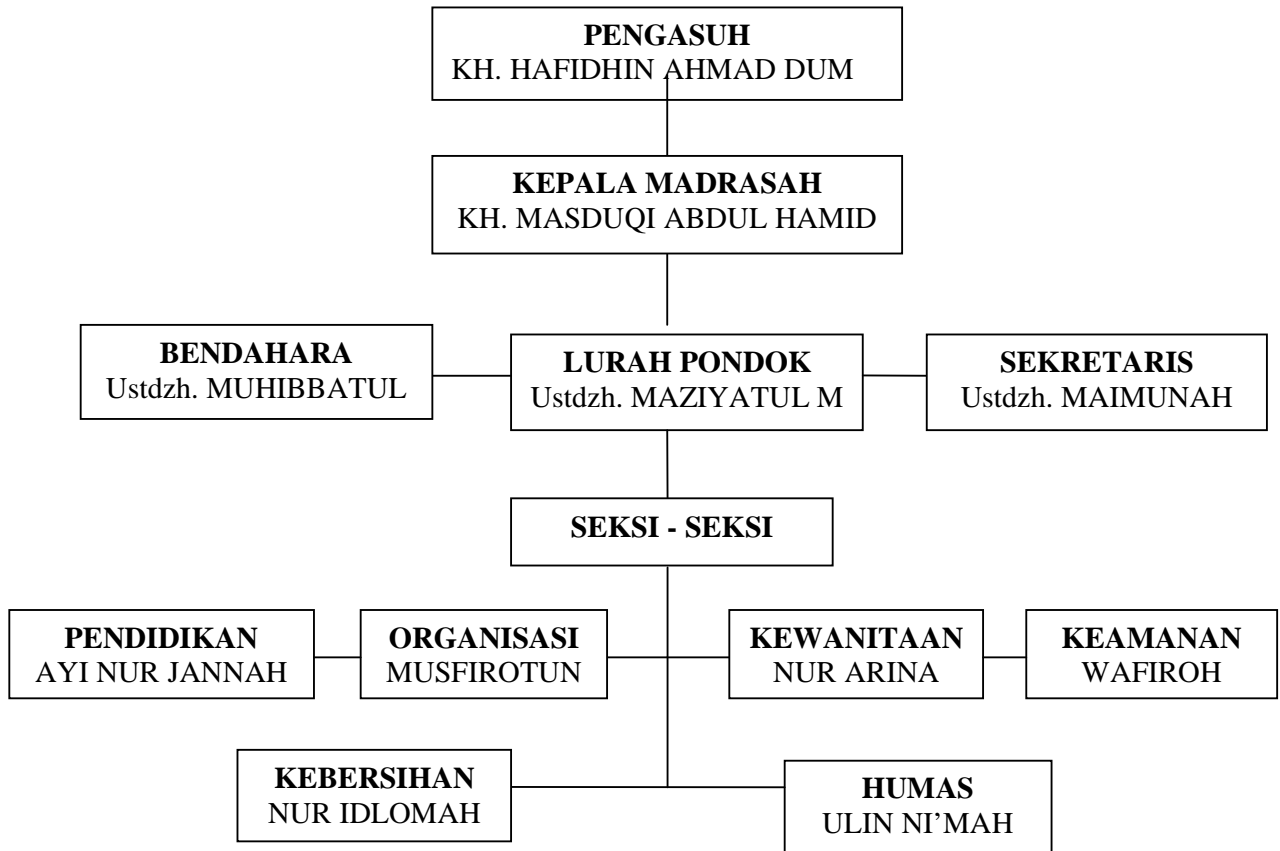 PENGASUH
KH. HAFIDHIN AHMAD DUM
KEPALA MADRASAH
KH. MASDUQI ABDUL HAMID
BENDAHARA
Ustdzh. MUHIBBATUL
LURAH PONDOK
Ustdzh. MAZIYATUL M
SEKRETARIS
Ustdzh. MAIMUNAH
SEKSI - SEKSI
PENDIDIKAN
AYI NUR JANNAH
ORGANISASI
MUSFIROTUN
KEWANITAAN
NUR ARINA
KEAMANAN
WAFIROH
KEBERSIHAN
NUR IDLOMAH
HUMAS
ULIN NI’MAH